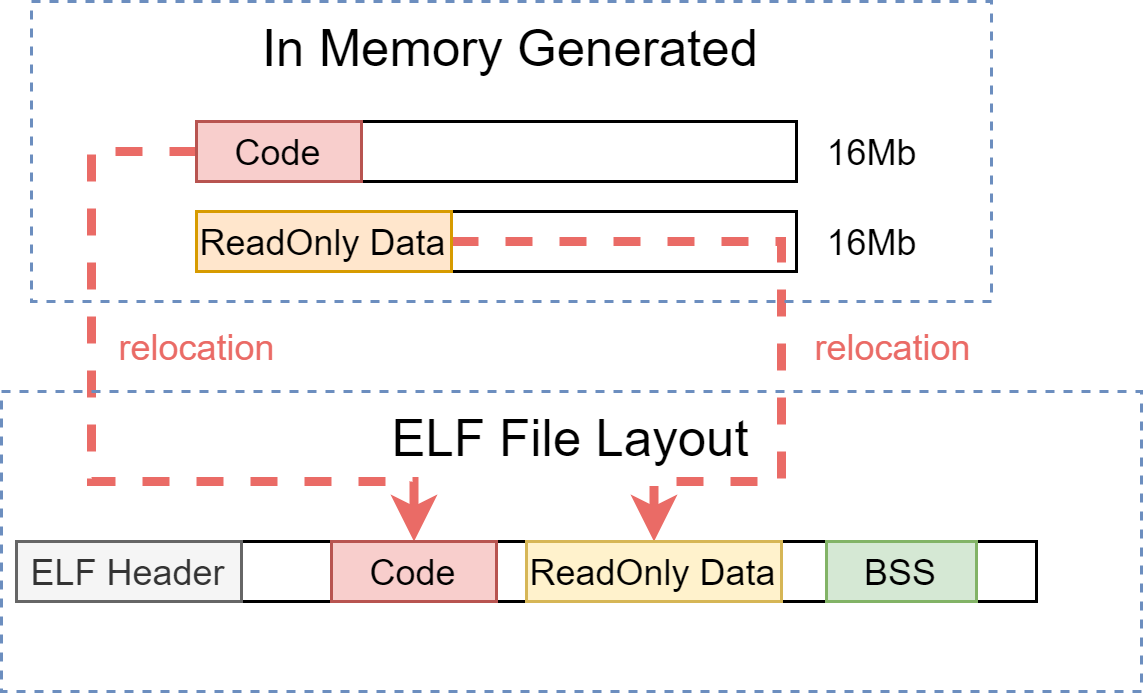 In Memory Generated
Code
16Mb
ReadOnly Data
16Mb
relocation
relocation
ELF File Layout
ELF Header
Code
ReadOnly Data
BSS